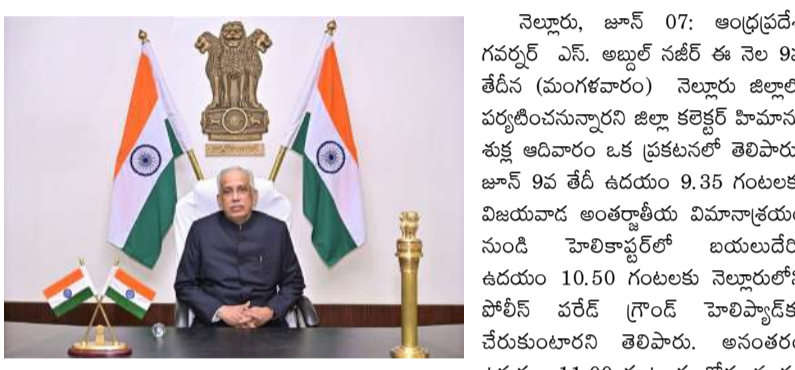 నెల్లూరు, జూన్ 07: ఆంధ్రప్రదేశ
గవర్నర్ ఎస్. అబ్దుల్ నజీర్ ఈ నెల 9వ
తేదీన (మంగళవారం) నెల్లూరు జిల్లాలో
పర్యటించనున్నారని జిల్లా కలెక్టర్ హిమాన్షు
శుక్ల ఆదివారం ఒక ప్రకటనలో తెలిపారు.
జూన్ 9వ తేదీ ఉదయం 9.35 గంటలకు
విజయవాడ అంతర్జాతీయ విమానాశ్రయం
నుండి హెలికాప్టర్‌లో బయలుదేరి
ఉదయం 10.50 గంటలకు నెల్లూరులోని
పోలీస్ పరేడ్ గ్రౌండ్ హెలిప్యాడ్‌కు
చేరుకుంటారని తెలిపారు. అనంతరం